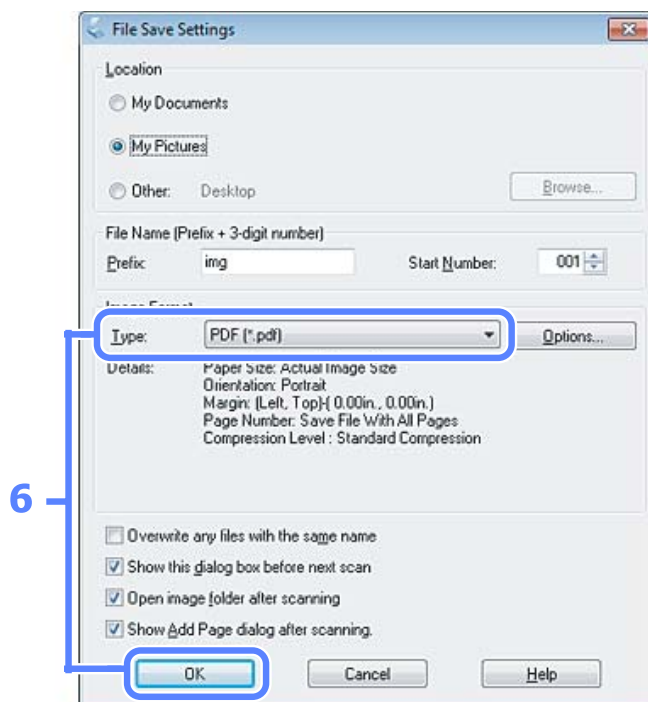 File Save Settings
Location
My Documents
My Pictures
Other: Desktop Browse...
File Name (Prefix + 3-digit number)
Prefix: img Start Number: 001
Image Format
Type: PDF (*.pdf) Options...
Details: Paper Size: Actual Image Size
Orientation: Portrait
Margin: (Left, Top)-( 0.00in., 0.00in.)
Page Number: Save File With All Pages
Compression Level : Standard Compression
6
Overwrite any files with the same name
Show this dialog box before next scan
Open image folder after scanning
Show Add Page dialog after scanning.
OK Cancel Help